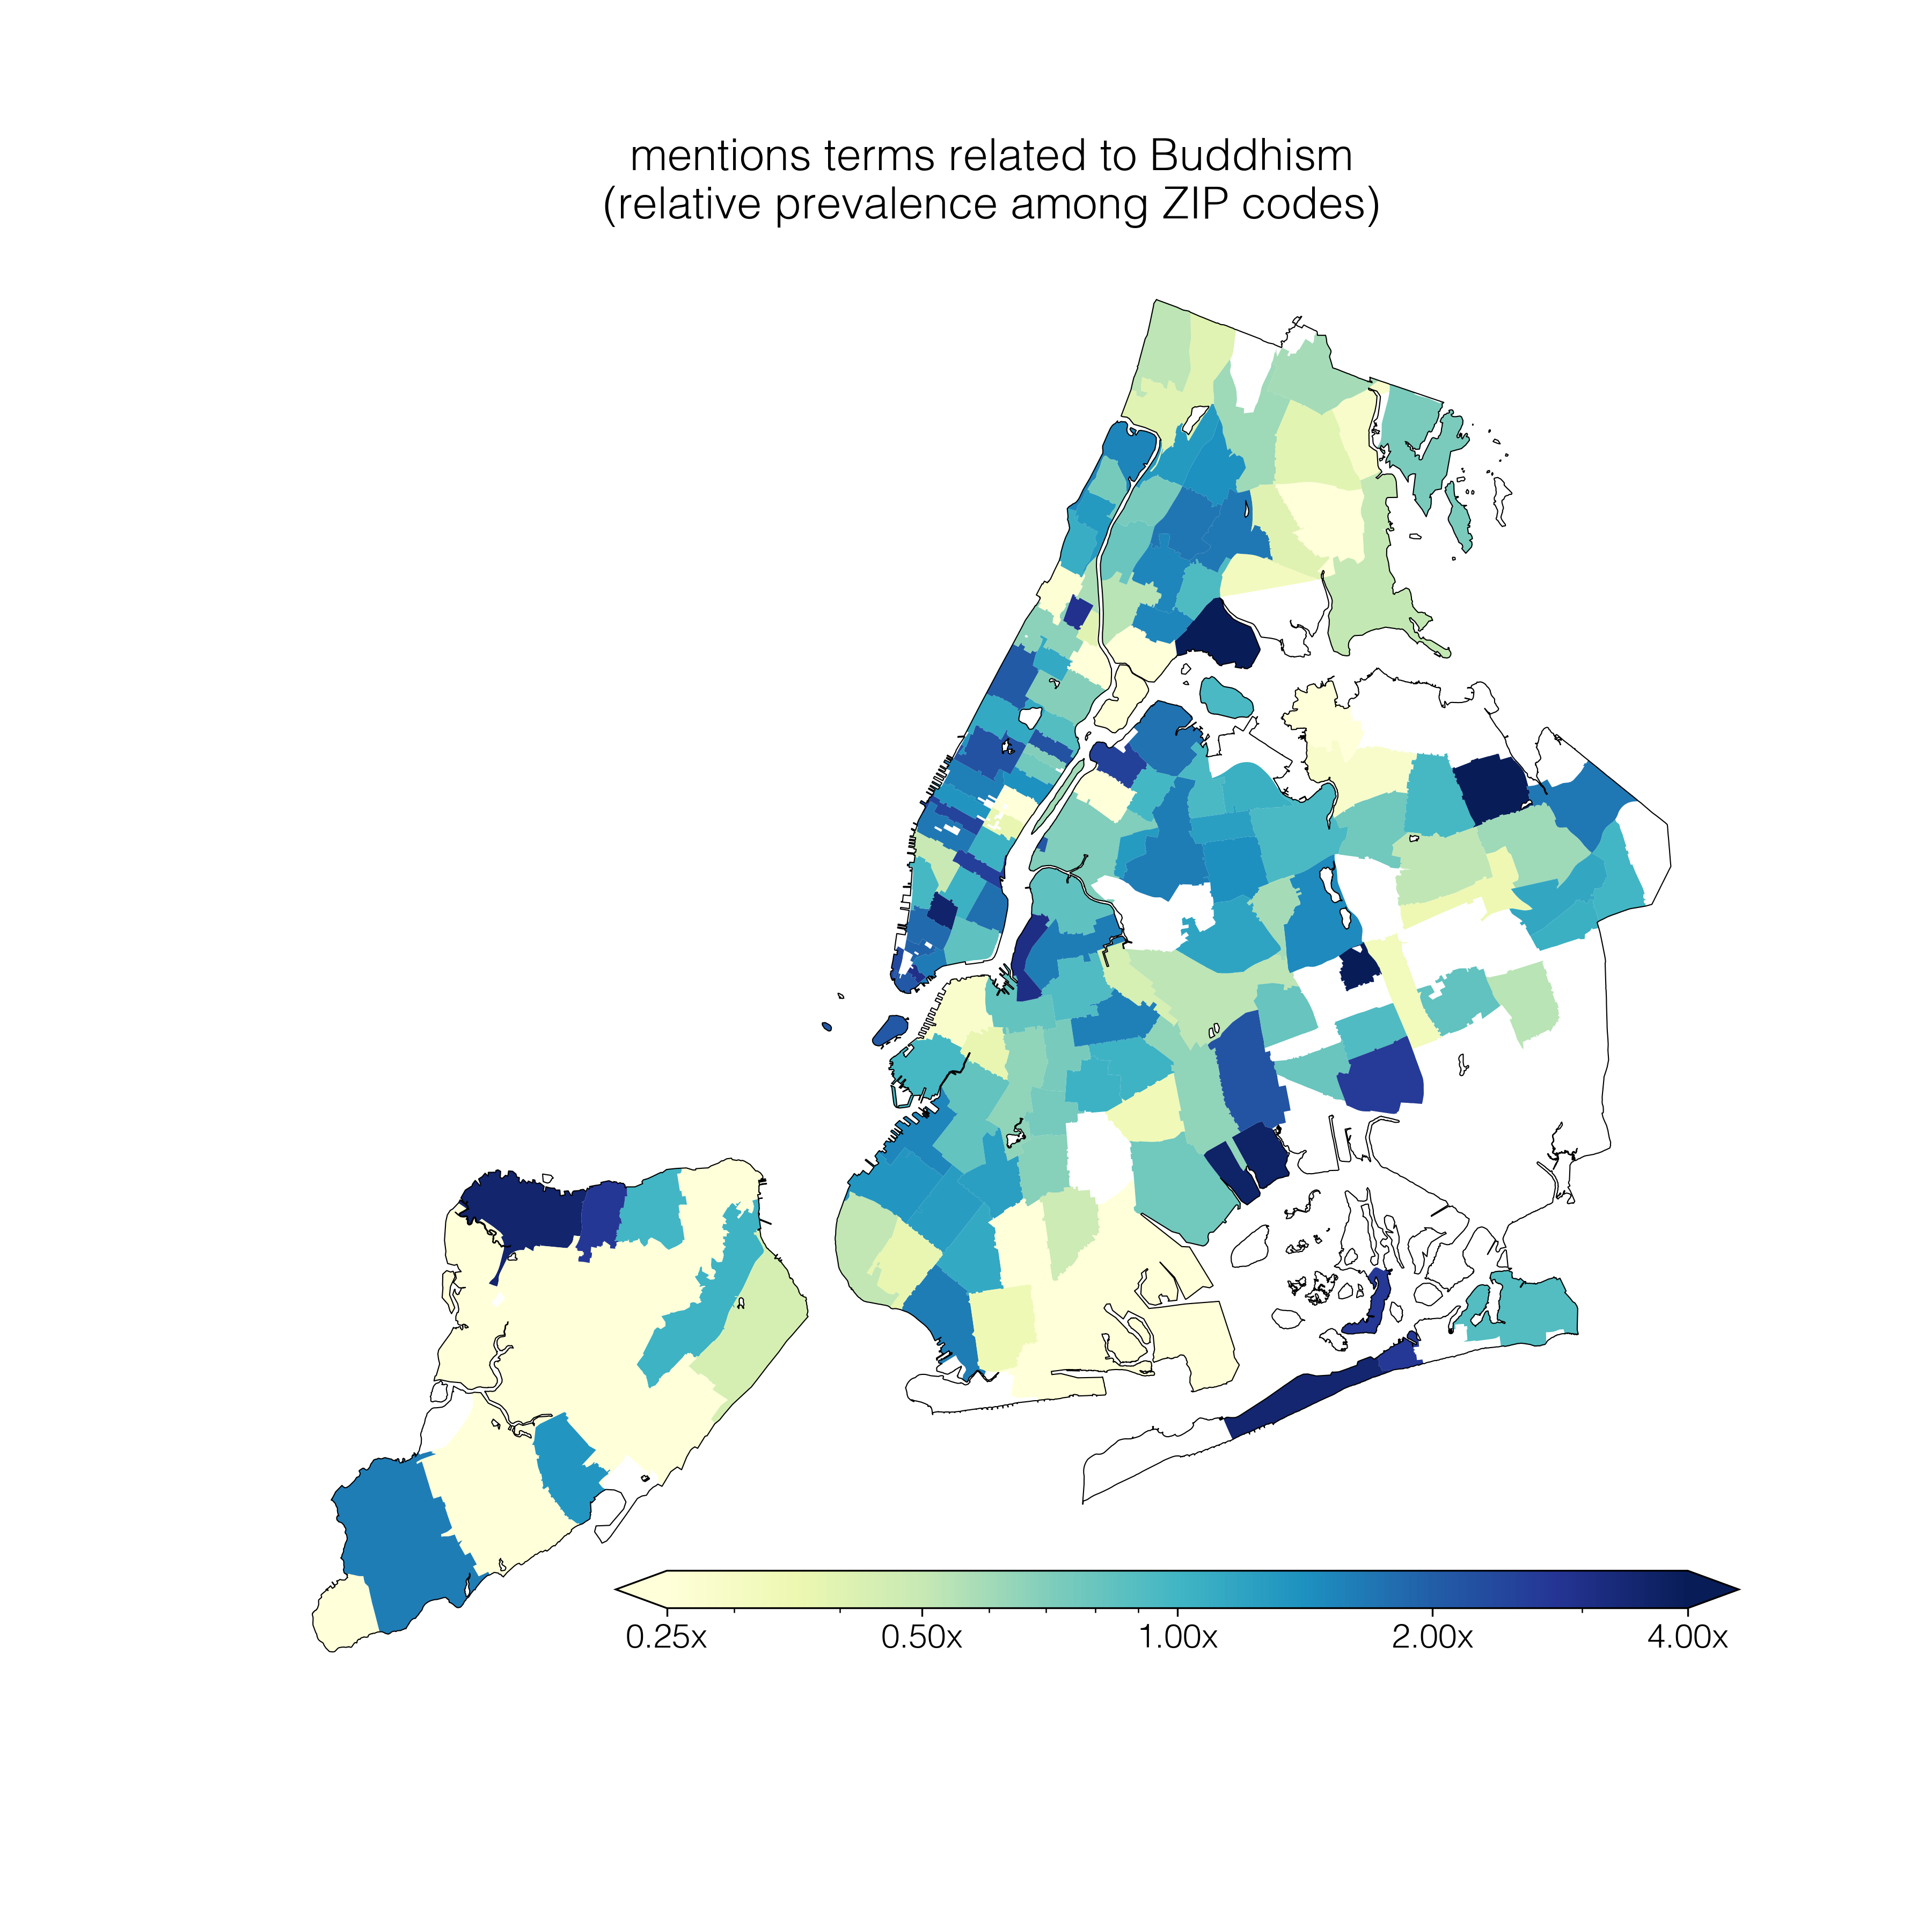 mentions terms related to Buddhism
(relative prevalence among ZIP codes)
0.25x 0.50x 1.00x 2.00x 4.00x